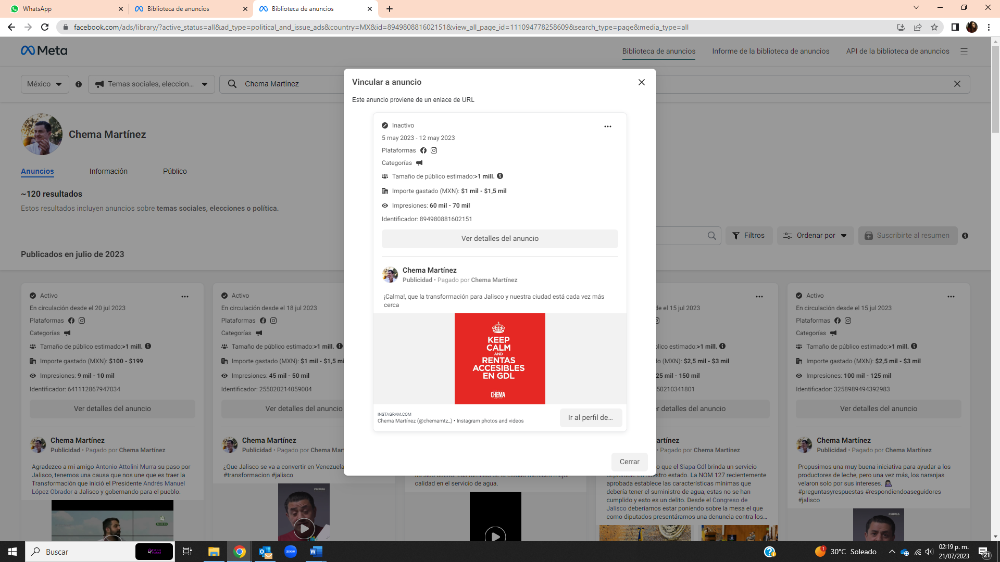 WhatsApp
Biblioteca de anuncios
Biblioteca de anuncios
facebook.com/ads/library/?active_status=all&ad_type=political_and_issue_ads&country=MX&id=894980881602151&view_all_page_id=111094778258609&search_type=page&media_type=all
Meta
Biblioteca de anuncios
Informe de la biblioteca de anuncios
API de la biblioteca de anuncios
México
Temas sociales, eleccion...
Chema Martínez
Chema Martínez
Anuncios
Información
Público
~120 resultados
Estos resultados incluyen anuncios sobre temas sociales, elecciones o política.
Filtros
Ordenar por
Suscribirte al resumen
Publicados en julio de 2023
Vincular a anuncio
Este anuncio proviene de un enlace de URL
Inactivo
5 may 2023 - 12 may 2023
Plataformas
Categorías
Tamaño de público estimado:>1 mill.
Importe gastado (MXN): $1 mil - $1,5 mil
Impresiones: 60 mil - 70 mil
Identificador: 894980881602151
Ver detalles del anuncio
Chema Martínez
Publicidad • Pagado por Chema Martínez
¡Calma!, que la transformación para Jalisco y nuestra ciudad está cada vez más
cerca
KEEP
CALM
AND
RENTAS
ACCESIBLES
EN GDL
CHEMA
INSTAGRAM.COM
Chema Martínez (@chemamtz_) • Instagram photos and videos
Ir al perfil de...
Cerrar
Activo
En circulación desde el 20 jul 2023
Plataformas
Categorías
Tamaño de público estimado:>1 mill.
Importe gastado (MXN): $100 - $199
Impresiones: 9 mil - 10 mil
Identificador: 641112867947034
Ver detalles del anuncio
Chema Martínez
Publicidad • Pagado por Chema Martínez
Agradezco a mi amigo Antonio Attolini Murra su paso por
Jalisco, tenemos una causa que nos une que es traer la
Transformación que inició el Presidente Andrés Manuel
López Obrador a Jalisco y gobernando para el pueblo.
Activo
En circulación desde el 18 jul 2023
Plataformas
Categorías
Tamaño de público estimado:>1 mill.
Importe gastado (MXN): $1 mil - $1,5 mi
Impresiones: 45 mil - 50 mil
Identificador: 255020214059004
Ver detalles del anuncio
Chema Martínez
Publicidad • Pagado por Chema Mar
¿Que Jalisco se va a convertir en Venezuela
#transformacion #jalisco
CHEMA
ha sido bueno. Las familias de la ciudad merecen mejor
calidad en el servicio de agua.
el 15 jul 2023
lico estimado:>1 mill.
o (MXN): $2,5 mil - $3 mil
25 mil - 150 mil
50210341801
r detalles del anuncio
artínez
• Pagado por Chema Martínez
o que el Siapa Gdl brinda un servicio
deplorable en nuestro estado. La NOM 127 recientemente
aprobada establece las características mínimas que
debería tener el suministro de agua, estas no se han
cumplido y esto es un delito. Desde el Congreso de
Jalisco deberíamos estar poniendo sobre la mesa el que
como diputados presentáramos una denuncia contra los...
Activo
En circulación desde el 15 jul 2023
Plataformas
Categorías
Tamaño de público estimado:>1 mill.
Importe gastado (MXN): $2,5 mil - $3 mil
Impresiones: 100 mil - 125 mil
Identificador: 3258989494392983
Ver detalles del anuncio
Chema Martínez
Publicidad • Pagado por Chema Martínez
Propusimos una muy buena iniciativa para ayudar a los
productores de leche, pero una vez más, los naranjas
velaron solo por sus intereses.
#preguntasyrespuestas #respondiendoaseguidores
#jalisco
CHEMA
Buscar
zoom
30°C Soleado
02:19 p. m.
21/07/2023
21